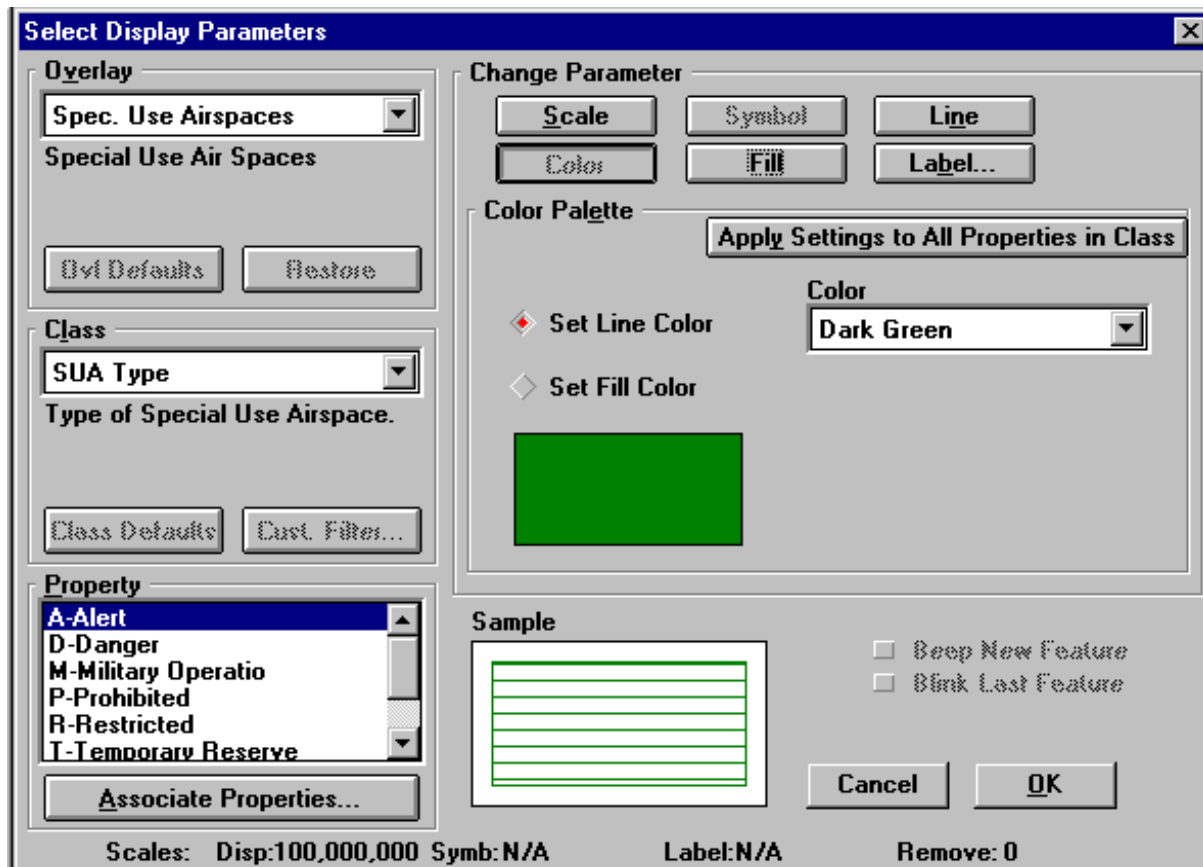 Select Display Parameters
Overlay
Spec. Use Airspaces
Special Use Air Spaces
Ovl Defaults Restore
Class
SUA Type
Type of Special Use Airspace.
Class Defaults Cust. Filter...
Property
A-Alert
D-Danger
M-Military Operatio
P-Prohibited
R-Restricted
T-Temporary Reserve
Associate Properties...
Change Parameter
Scale Symbol Line
Color Fill Label...
Color Palette
Apply Settings to All Properties in Class
Color
Set Line Color Dark Green
Set Fill Color
Sample
Beep New Feature
Blink Last Feature
Cancel OK
Scales: Disp:100,000,000 Symb:N/A Label:N/A Remove: 0